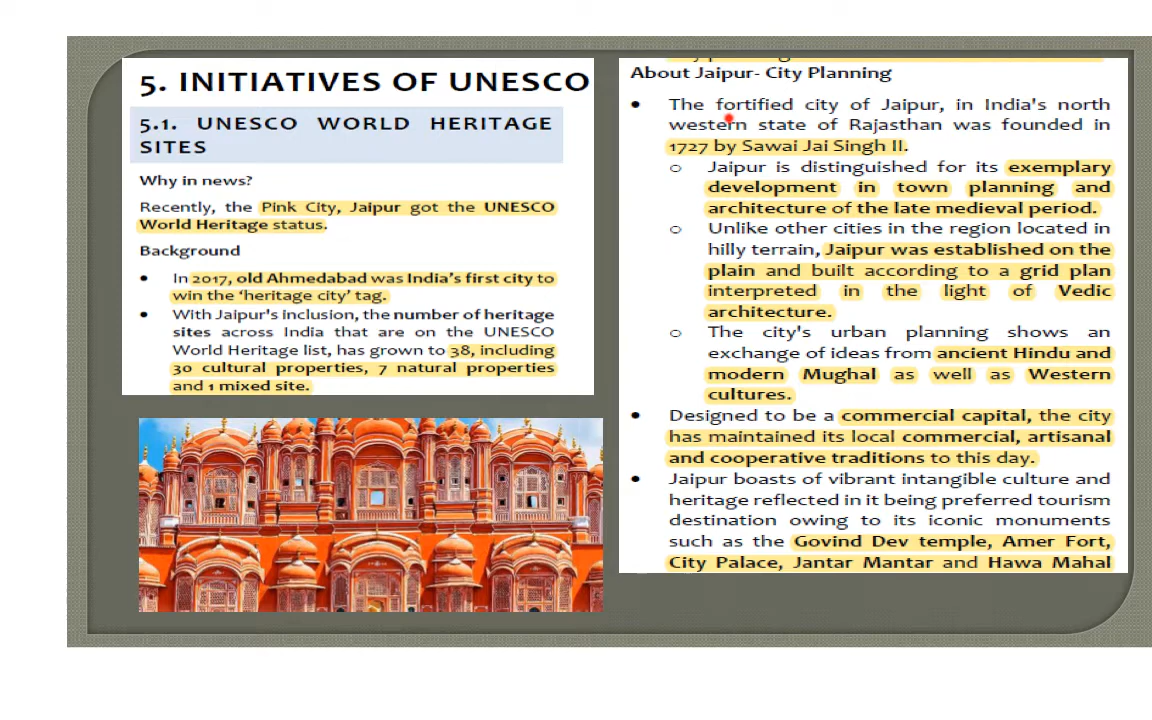 5. INITIATIVES OF UNESCO
5.1. UNESCO WORLD HERITAGE
SITES
Why in news?
Recently, the Pink City, Jaipur got the UNESCO
World Heritage status.
Background
• In 2017, old Ahmedabad was India's first city to
win the 'heritage city' tag.
• With Jaipur's inclusion, the number of heritage
sites across India that are on the UNESCO
World Heritage list, has grown to 38, including
30 cultural properties, 7 natural properties
and 1 mixed site.
About Jaipur- City Planning
• The fortified city of Jaipur, in India's north
western state of Rajasthan was founded in
1727 by Sawai Jai Singh II.
o Jaipur is distinguished for its exemplary
development in town planning and
architecture of the late medieval period.
o Unlike other cities in the region located in
hilly terrain, Jaipur was established on the
plain and built according to a grid plan
interpreted in the light of Vedic
architecture.
o The city's urban planning shows an
exchange of ideas from ancient Hindu and
modern Mughal as well as Western
cultures.
• Designed to be a commercial capital, the city
has maintained its local commercial, artisanal
and cooperative traditions to this day.
• Jaipur boasts of vibrant intangible culture and
heritage reflected in it being preferred tourism
destination owing to its iconic monuments
such as the Govind Dev temple, Amer Fort,
City Palace, Jantar Mantar and Hawa Mahal